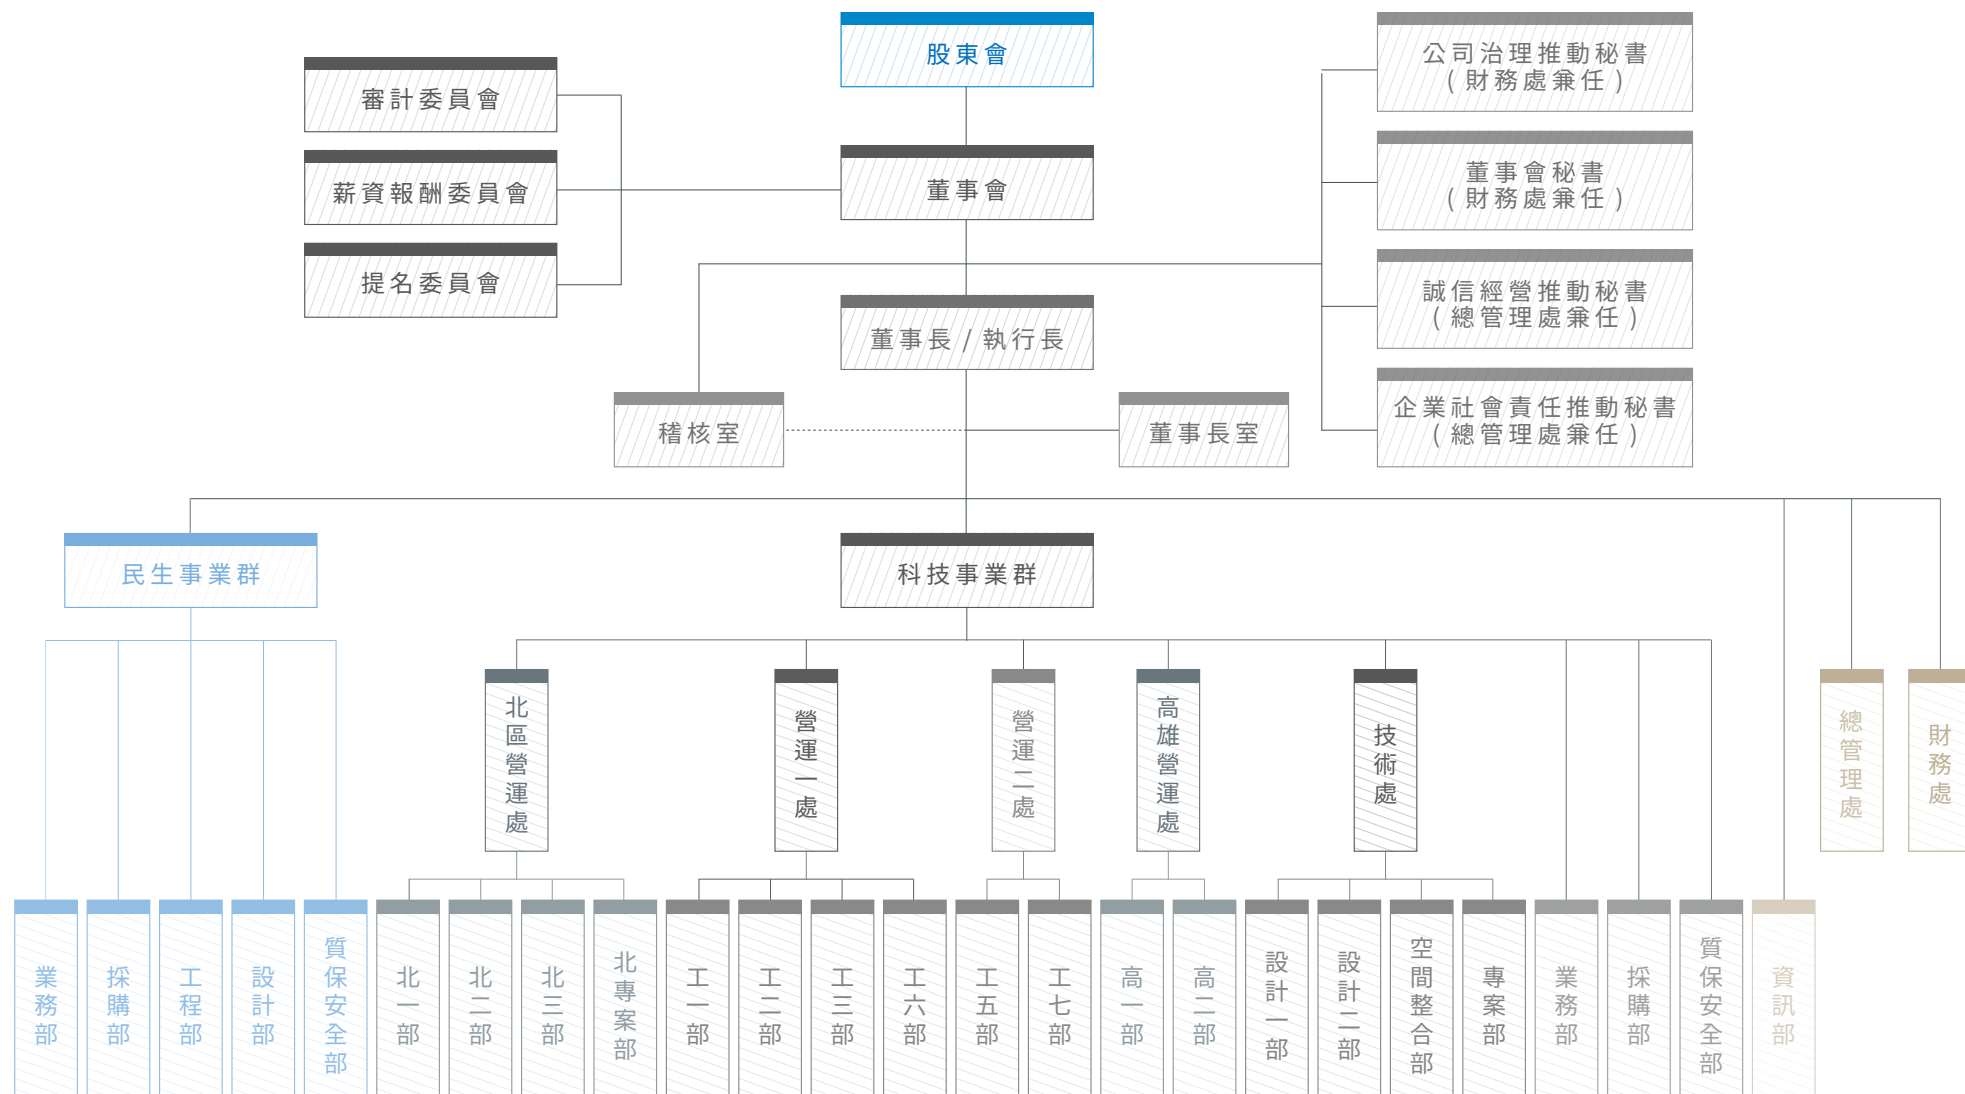 股東會
公司治理推動秘書
( 財務處兼任 )
審計委員會
董事會秘書
( 財務處兼任 )
薪資報酬委員會
董事會
提名委員會
誠信經營推動秘書
( 總管理處兼任 )
董事長 / 執行長
企業社會責任推動秘書
( 總管理處兼任 )
稽核室
董事長室
民生事業群
科技事業群
北區營運處
營運一處
營運二處
高雄營運處
技術處
總管理處
財務處
業務部
採購部
工程部
設計部
質保安全部
北一部
北二部
北三部
北專案部
工一部
工二部
工三部
工六部
工五部
工七部
高一部
高二部
設計一部
設計二部
空間整合部
專案部
業務部
採購部
質保安全部
資訊部